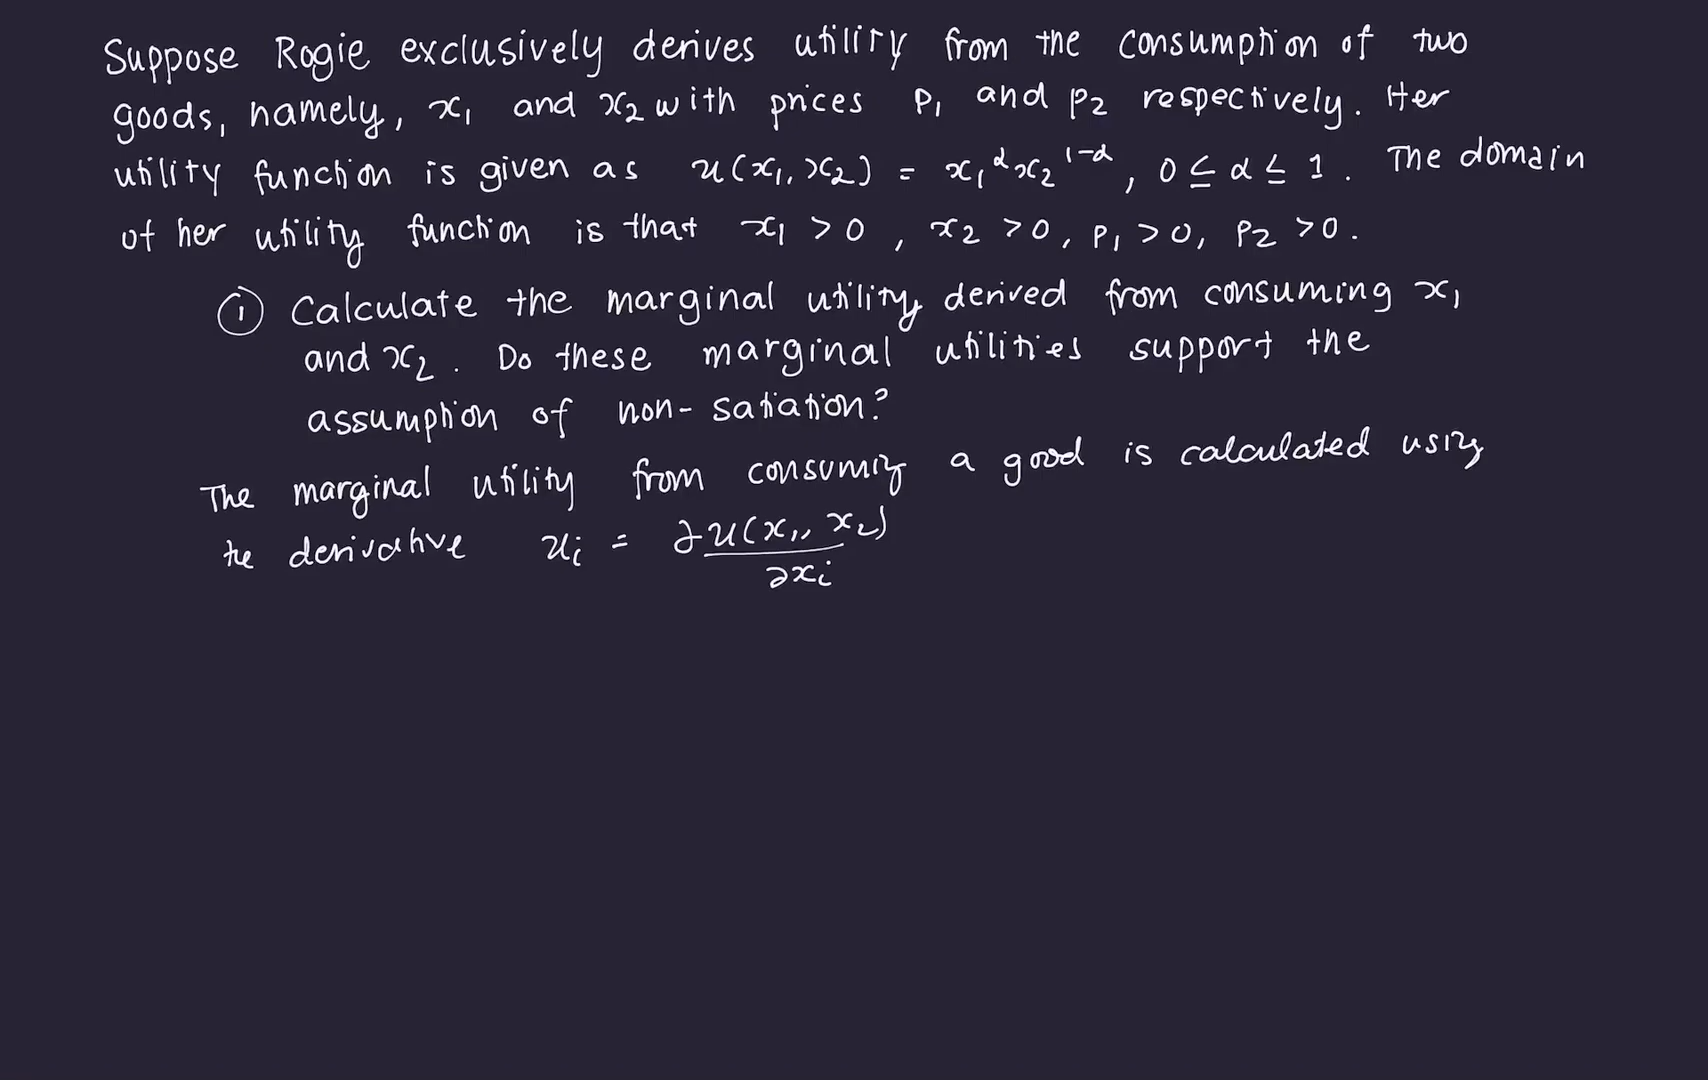 Suppose Rogie exclusively derives utility from the consumption of two
goods, namely, x₁ and x₂ with prices P₁ and P₂ respectively. Her
utility function is given as u(x₁, x₂) = x₁^α x₂^(1-α), 0 ≤ α ≤ 1. The domain
of her utility function is that x₁ > 0, x₂ > 0, P₁ > 0, P₂ > 0.
① Calculate the marginal utility derived from consuming x₁
and x₂. Do these marginal utilities support the
assumption of non-satiation?
The marginal utility from consuming a good is calculated using
the derivative uᵢ = ∂u(x₁, x₂)/∂xᵢ